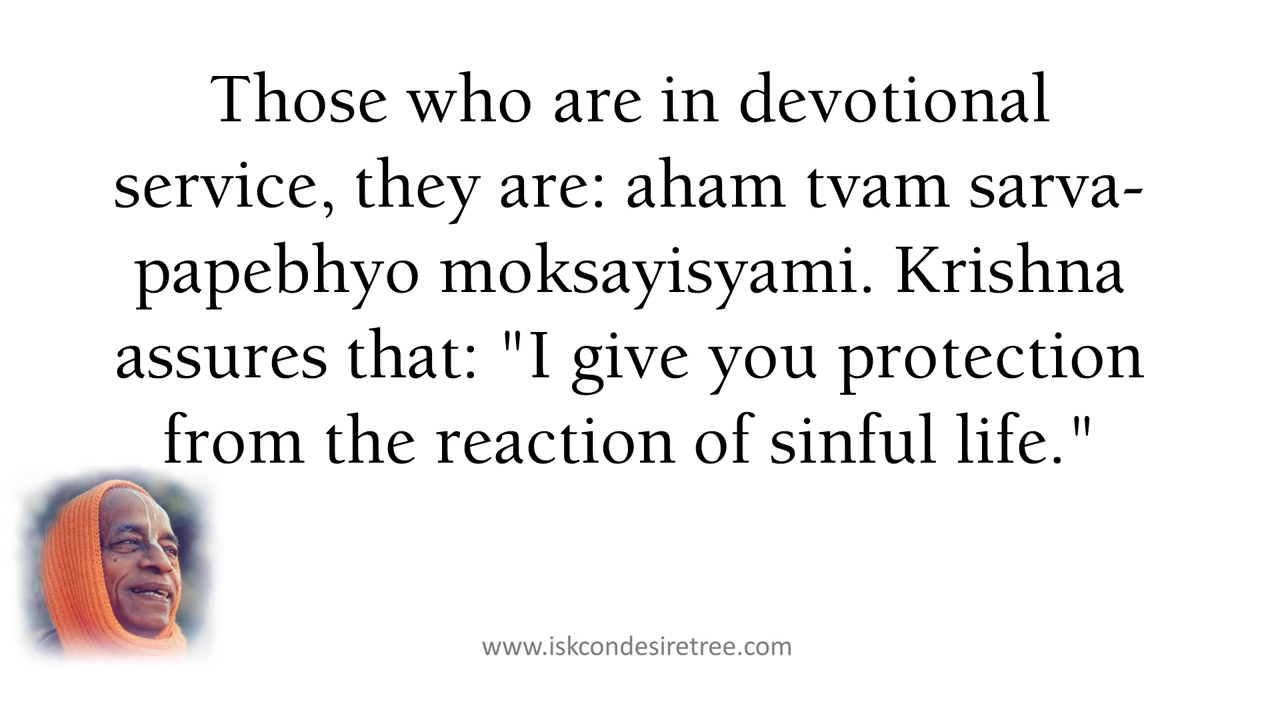 Those who are in devotional
service, they are: aham tvam sarva-
papebhyo moksayisyami. Krishna
assures that: "I give you protection
from the reaction of sinful life."
www.iskcondesiretree.com